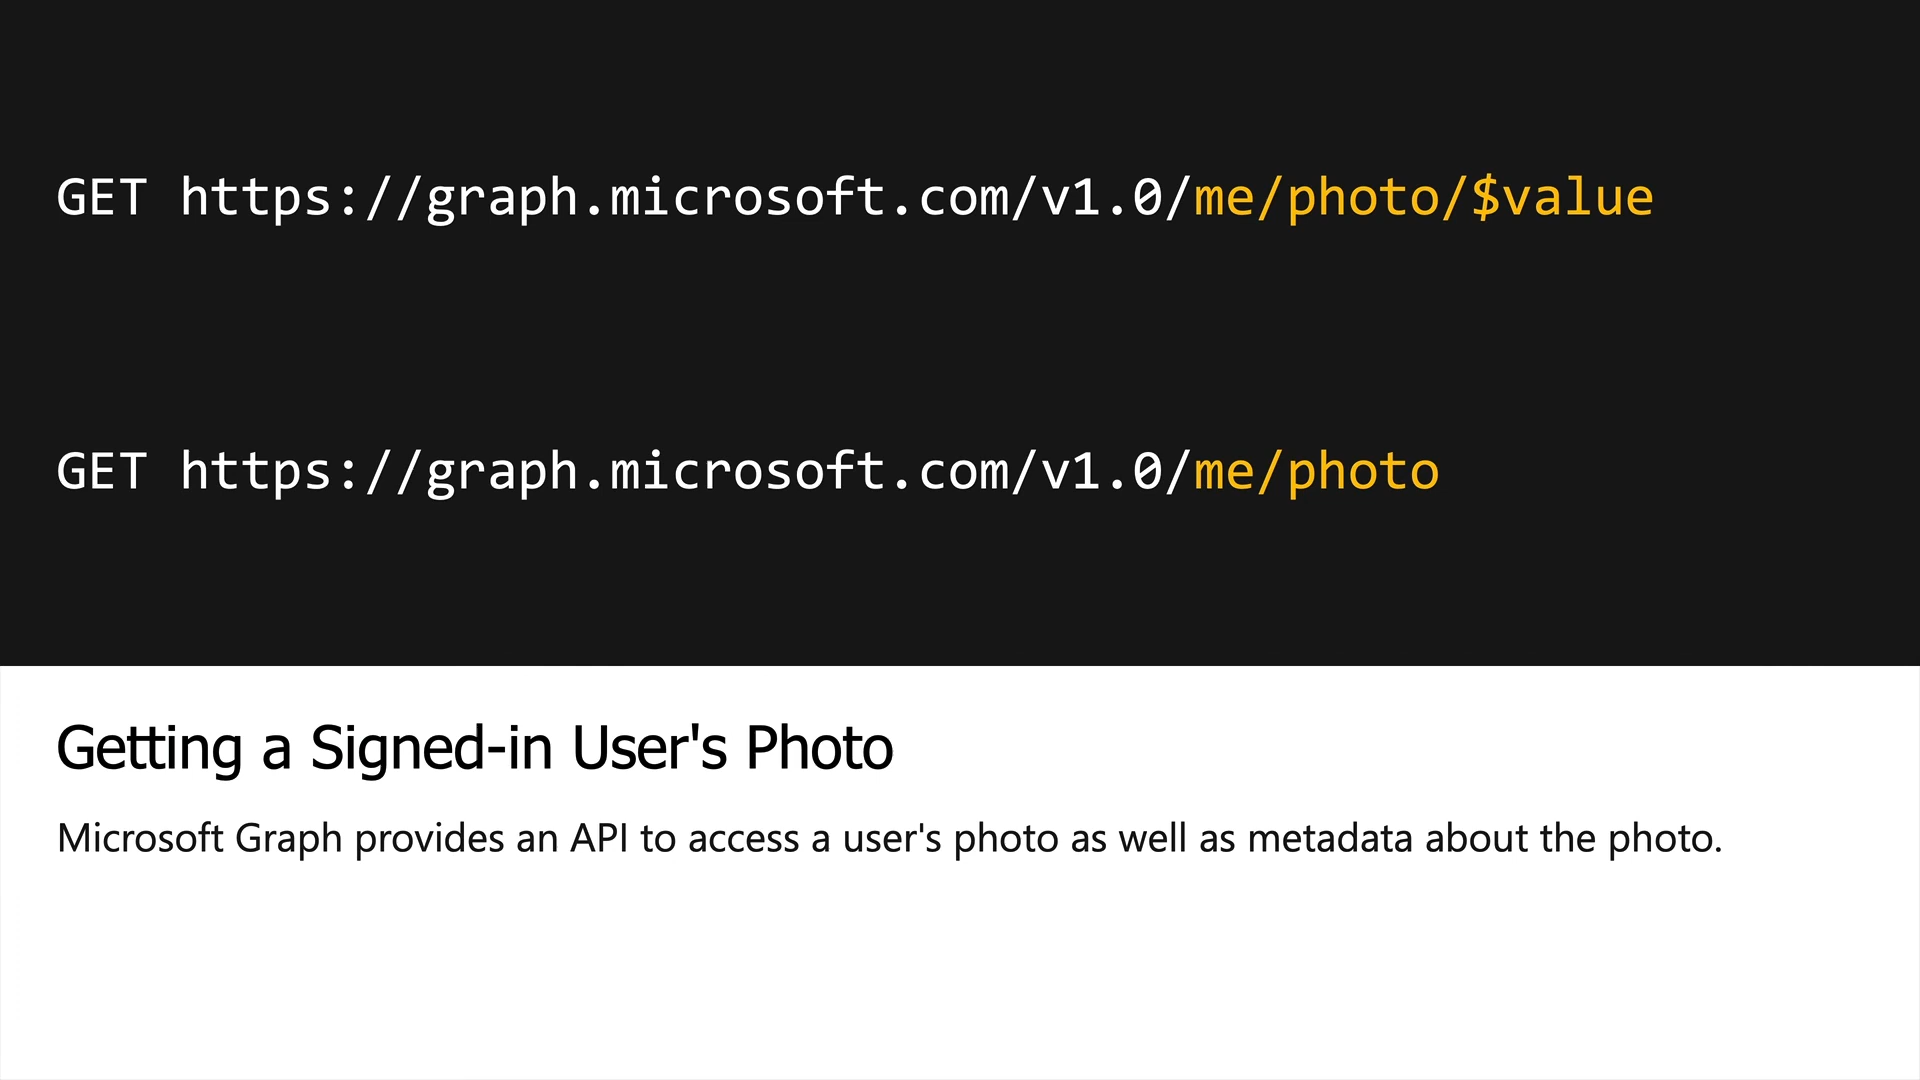 GET https://graph.microsoft.com/v1.0/me/photo/$value
GET https://graph.microsoft.com/v1.0/me/photo
Getting a Signed-in User's Photo
Microsoft Graph provides an API to access a user's photo as well as metadata about the photo.